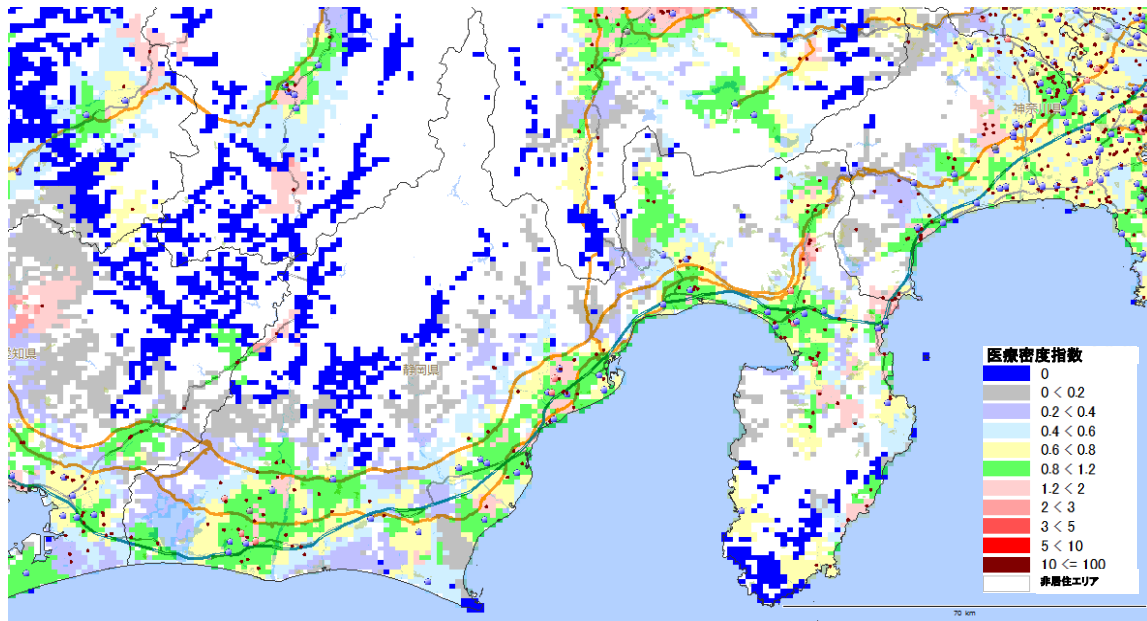 神奈川県
愛知県
静岡県
医療密度指数
0
0 < 0.2
0.2 < 0.4
0.4 < 0.6
0.6 < 0.8
0.8 < 1.2
1.2 < 2
2 < 3
3 < 5
5 < 10
10 <= 100
非居住エリア
70 km